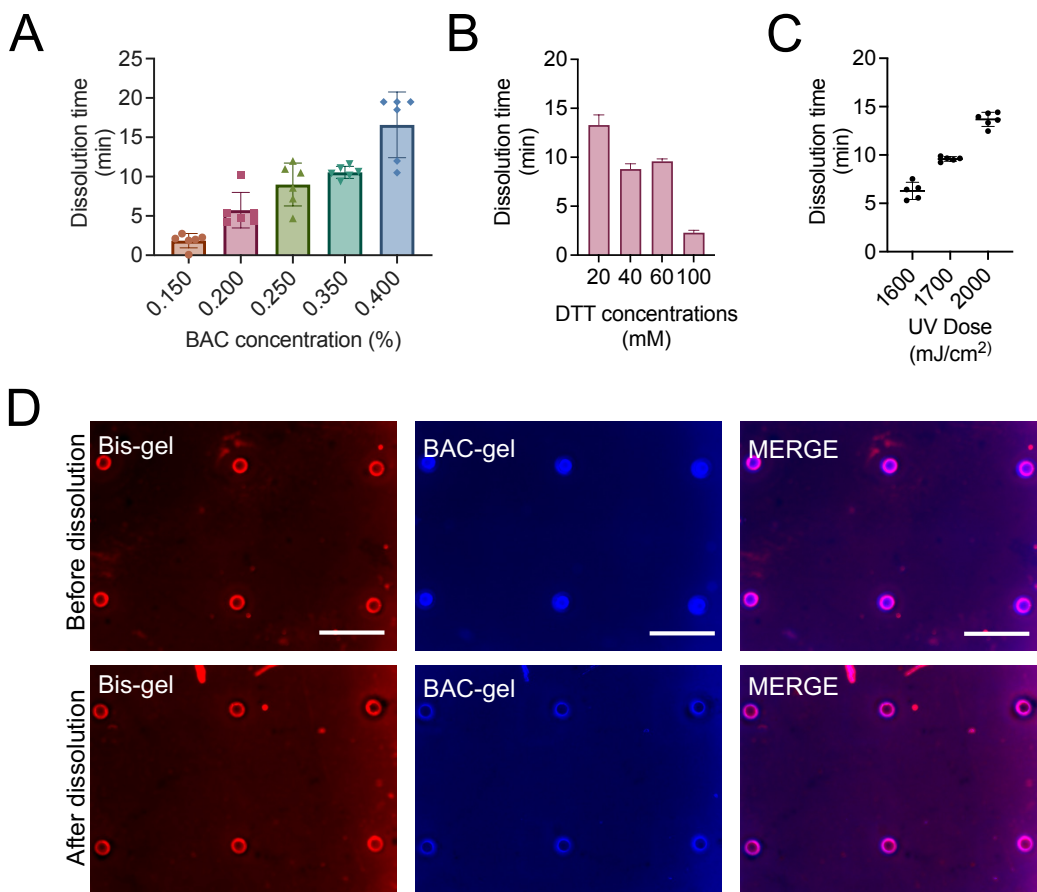 A
Dissolution time
(min)
25
20
15
10
5
0
0.150
0.200
0.250
0.350
0.400
BAC concentration (%)
B
Dissolution time
(min)
20
15
10
5
0
20 40 60 100
DTT concentrations
(mM)
C
Dissolution time
(min)
20
15
10
5
0
1600
1700
2000
UV Dose
(mJ/cm²⁾
D
Before dissolution
Bis-gel
BAC-gel
MERGE
After dissolution
Bis-gel
BAC-gel
MERGE